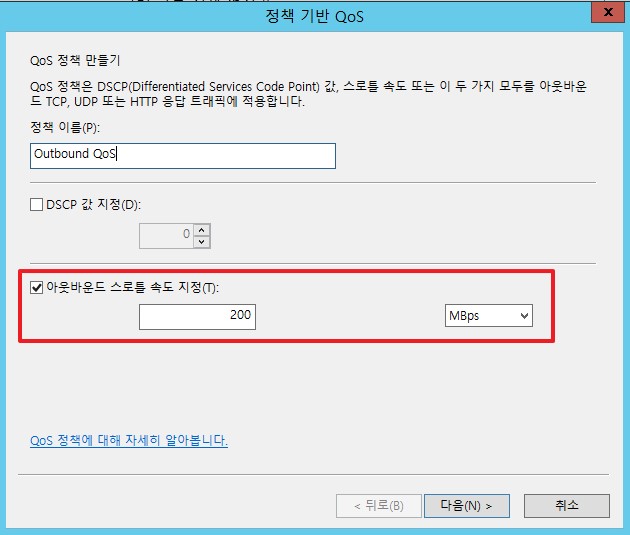 정책 기반 QoS
x
QoS 정책 만들기
QoS 정책은 DSCP(Differentiated Services Code Point) 값, 스로틀 속도 또는 이 두 가지 모두를 아웃바운
드 TCP, UDP 또는 HTTP 응답 트래픽에 적용합니다.
정책 이름(P):
Outbound QoS
DSCP 값 지정(D):
0
아웃바운드 스로틀 속도 지정(T):
200 MBps
QoS 정책에 대해 자세히 알아봅니다.
< 뒤로(B) 다음(N) > 취소